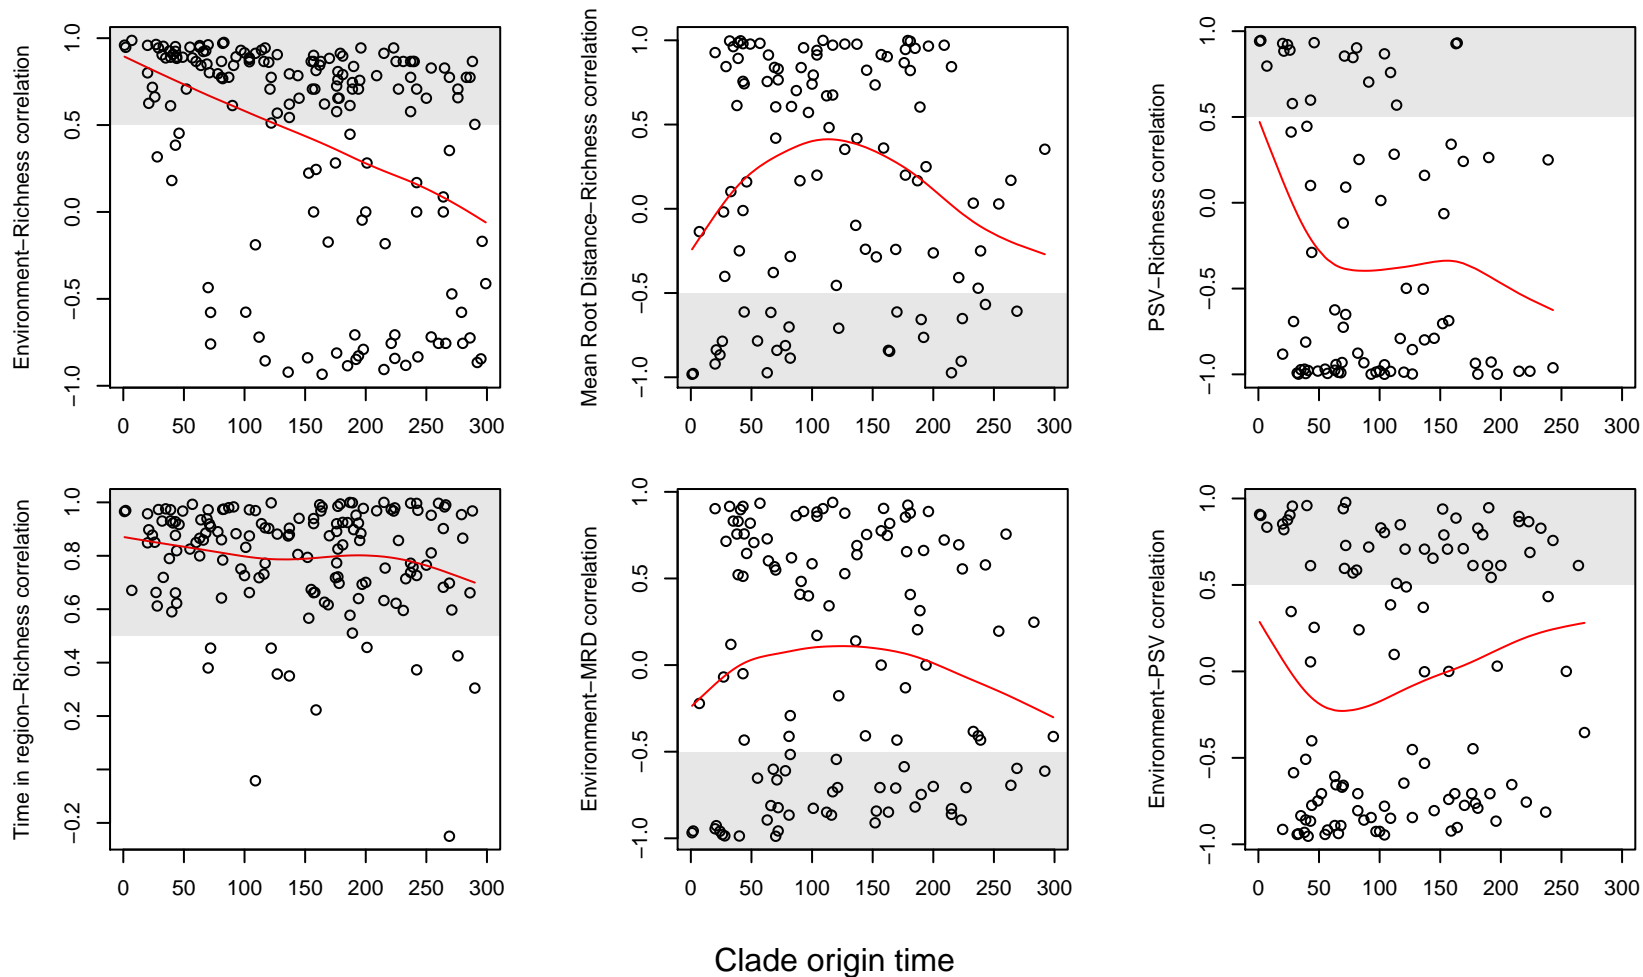 Environment−Richness correlation
1.0
0.5
0.0
−0.5
−1.0
0 50 100 150 200 250 300
Mean Root Distance−Richness correlation
1.0
0.5
0.0
−0.5
−1.0
0 50 100 150 200 250 300
PSV−Richness correlation
1.0
0.5
0.0
−0.5
−1.0
0 50 100 150 200 250 300
Time in region−Richness correlation
1.0
0.8
0.6
0.4
0.2
−0.2
0 50 100 150 200 250 300
Environment−MRD correlation
1.0
0.5
0.0
−0.5
−1.0
0 50 100 150 200 250 300
Environment−PSV correlation
1.0
0.5
0.0
−0.5
−1.0
0 50 100 150 200 250 300
Clade origin time